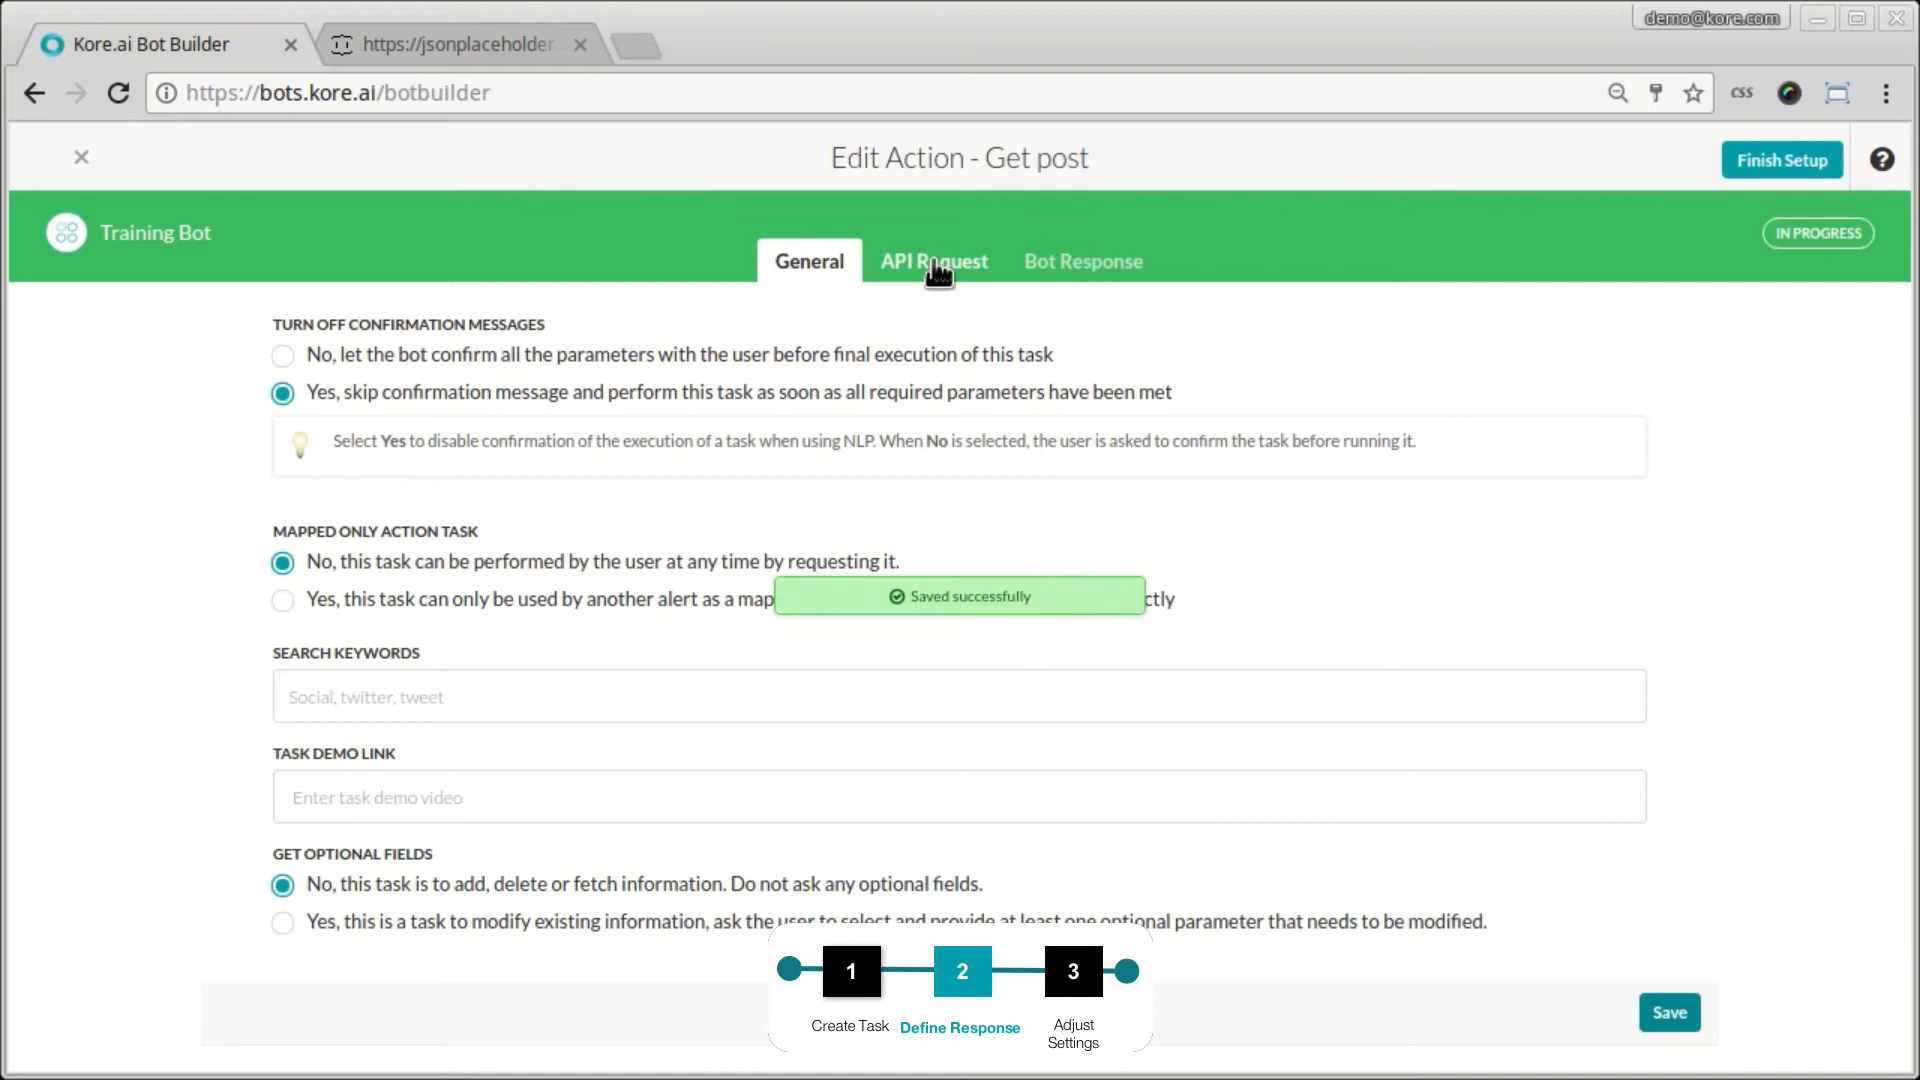 demo@kore.com
Kore.ai Bot Builder
https://jsonplaceholder
https://bots.kore.ai/botbuilder
CSS
Edit Action - Get post
Finish Setup
?
Training Bot
IN PROGRESS
General
API Request
Bot Response
TURN OFF CONFIRMATION MESSAGES
No, let the bot confirm all the parameters with the user before final execution of this task
Yes, skip confirmation message and perform this task as soon as all required parameters have been met
Select Yes to disable confirmation of the execution of a task when using NLP. When No is selected, the user is asked to confirm the task before running it.
MAPPED ONLY ACTION TASK
No, this task can be performed by the user at any time by requesting it.
Yes, this task can only be used by another alert as a map ctly
Saved successfully
SEARCH KEYWORDS
Social, twitter, tweet
TASK DEMO LINK
Enter task demo video
GET OPTIONAL FIELDS
No, this task is to add, delete or fetch information. Do not ask any optional fields.
Yes, this is a task to modify existing information, ask the user to select and provide at least one optional parameter that needs to be modified.
1
2
3
Create Task
Define Response
Adjust
Settings
Save